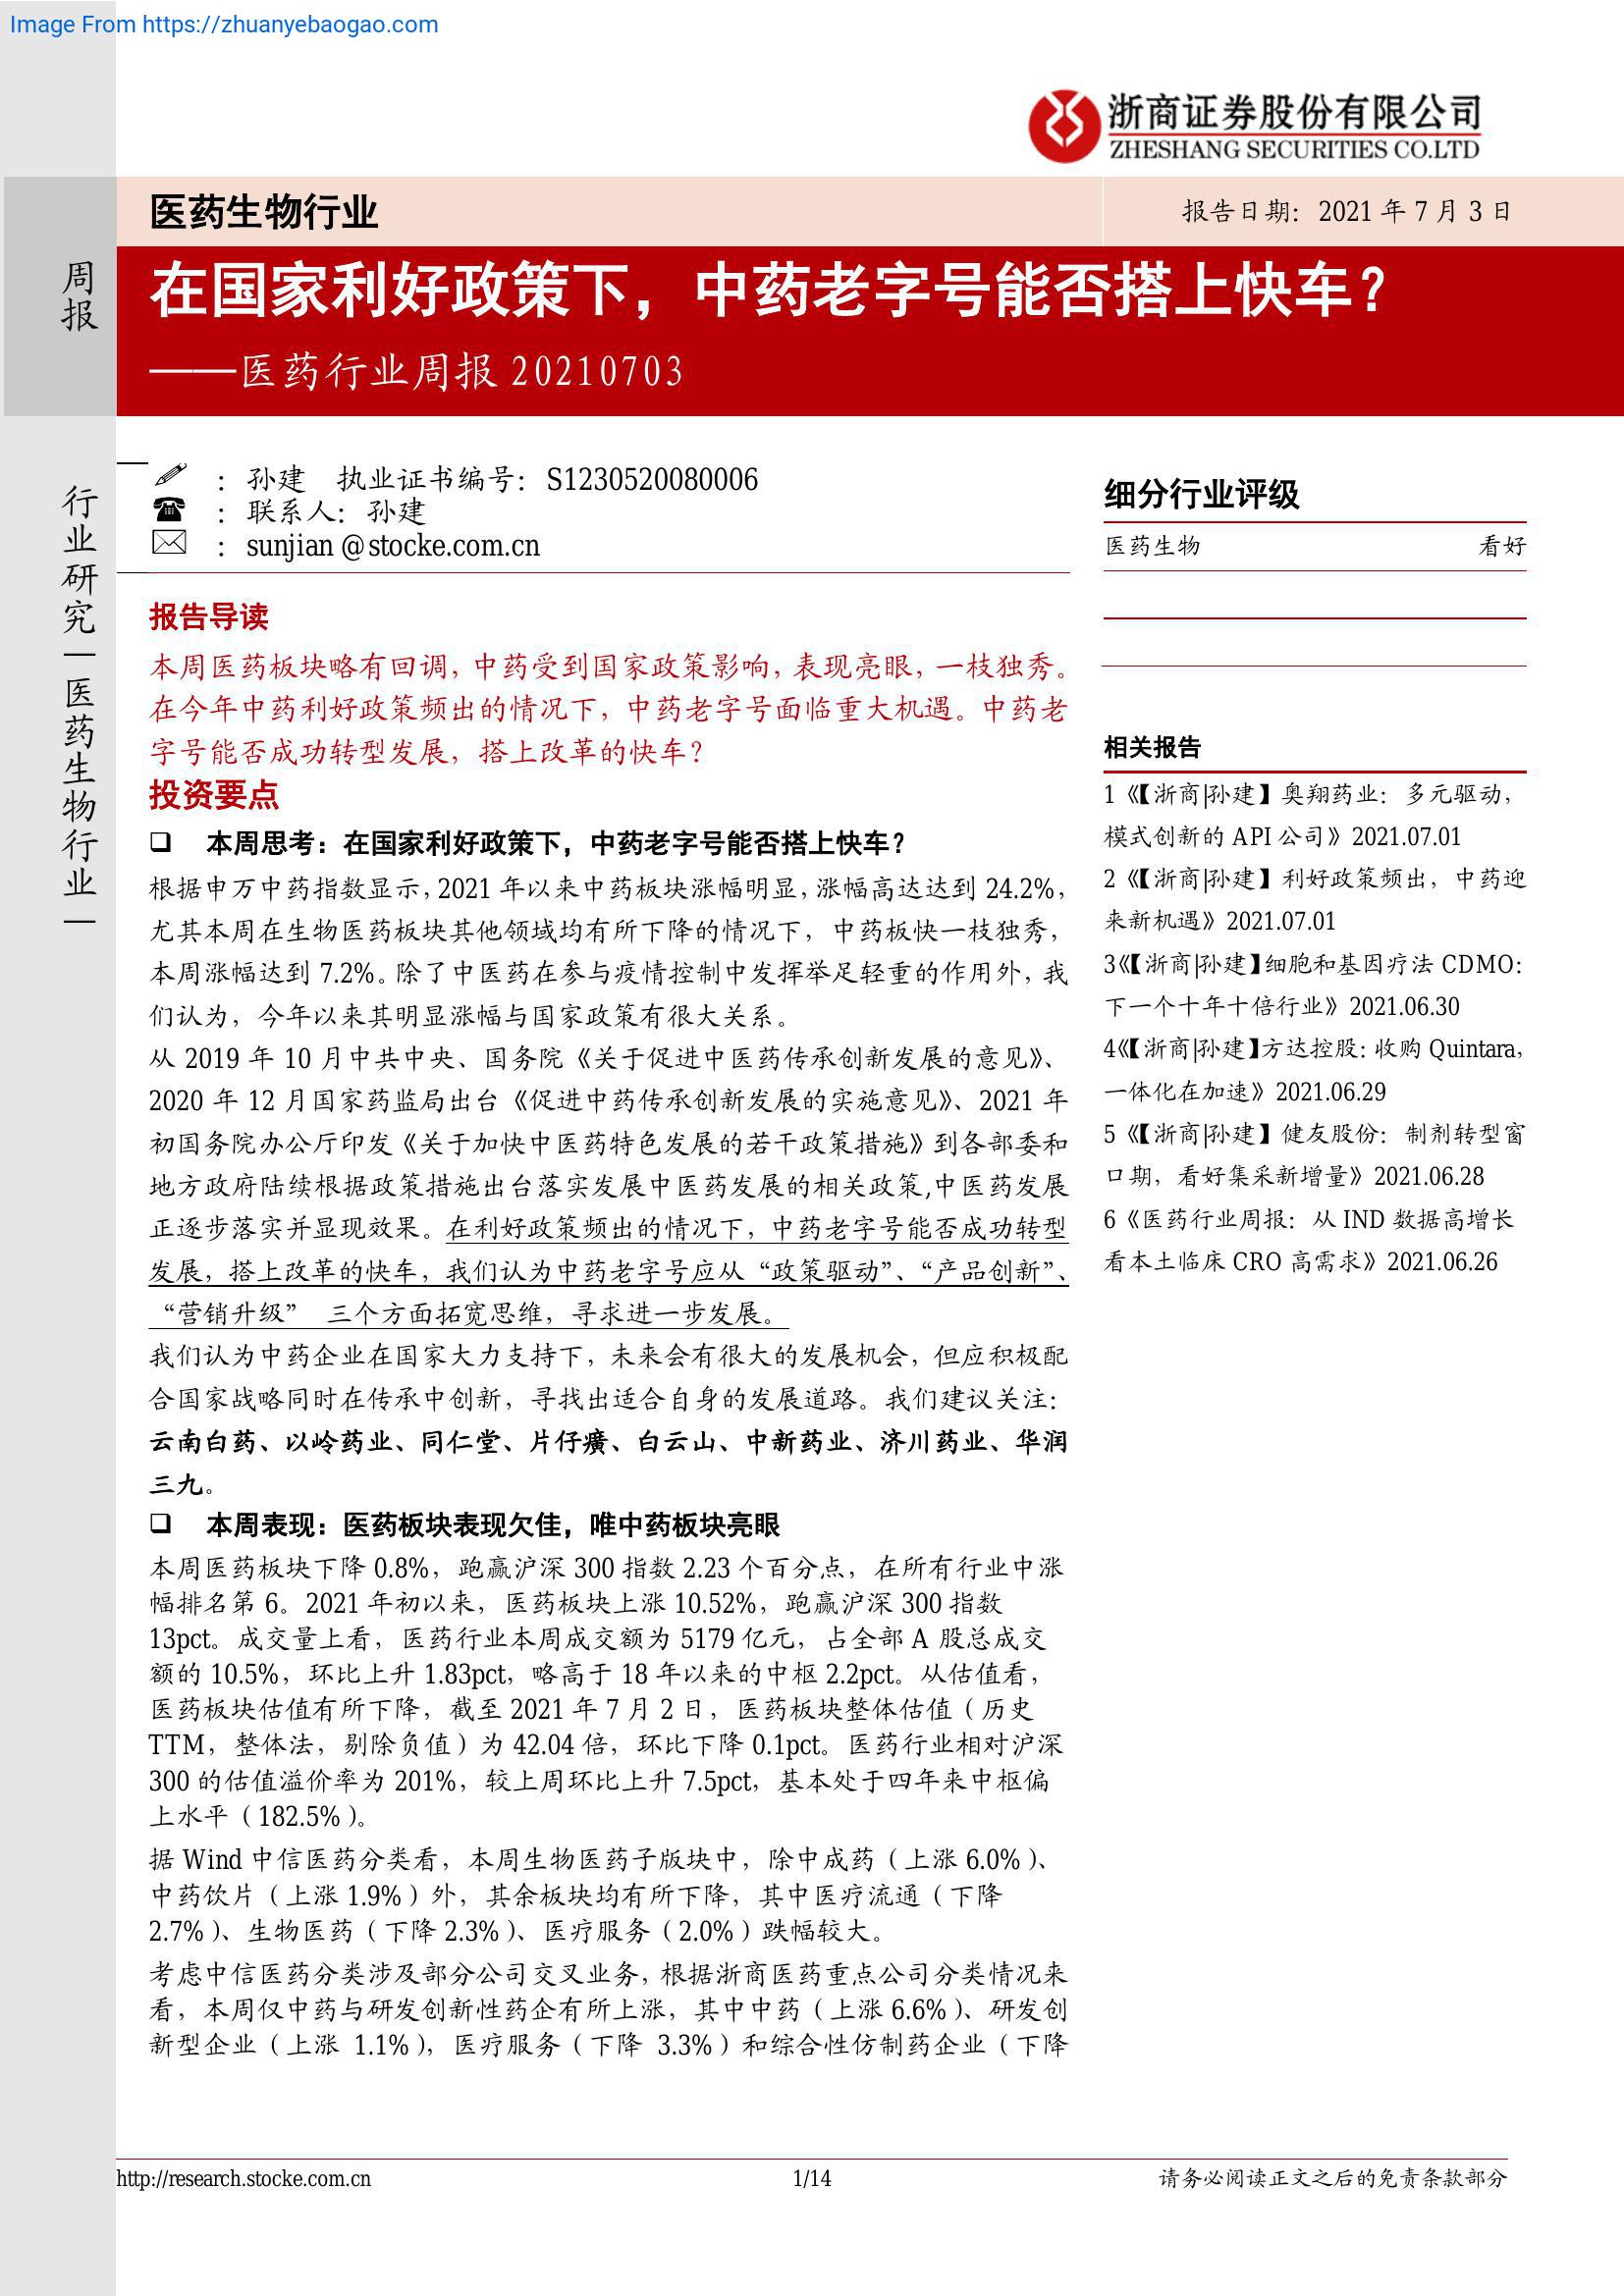 Image From https://zhuanyebaogao.com
浙商证券股份有限公司
ZHESHANG SECURITIES CO.LTD
医药生物行业
报告日期：2021 年 7 月 3 日
周报
在国家利好政策下，中药老字号能否搭上快车？
——医药行业周报 20210703
行业研究｜医药生物行业｜
：孙建 执业证书编号：S1230520080006
：联系人：孙建
：sunjian @stocke.com.cn
报告导读
本周医药板块略有回调，中药受到国家政策影响，表现亮眼，一枝独秀。
在今年中药利好政策频出的情况下，中药老字号面临重大机遇。中药老
字号能否成功转型发展，搭上改革的快车？
投资要点
❑ 本周思考：在国家利好政策下，中药老字号能否搭上快车？
根据申万中药指数显示，2021 年以来中药板块涨幅明显，涨幅高达达到 24.2%，
尤其本周在生物医药板块其他领域均有所下降的情况下，中药板快一枝独秀，
本周涨幅达到 7.2%。除了中医药在参与疫情控制中发挥举足轻重的作用外，我
们认为，今年以来其明显涨幅与国家政策有很大关系。
从 2019 年 10 月中共中央、国务院《关于促进中医药传承创新发展的意见》、
2020 年 12 月国家药监局出台《促进中药传承创新发展的实施意见》、2021 年
初国务院办公厅印发《关于加快中医药特色发展的若干政策措施》到各部委和
地方政府陆续根据政策措施出台落实发展中医药发展的相关政策,中医药发展
正逐步落实并显现效果。在利好政策频出的情况下，中药老字号能否成功转型
发展，搭上改革的快车，我们认为中药老字号应从“政策驱动”、“产品创新”、
“营销升级” 三个方面拓宽思维，寻求进一步发展。
我们认为中药企业在国家大力支持下，未来会有很大的发展机会，但应积极配
合国家战略同时在传承中创新，寻找出适合自身的发展道路。我们建议关注：
云南白药、以岭药业、同仁堂、片仔癀、白云山、中新药业、济川药业、华润
三九。
❑ 本周表现：医药板块表现欠佳，唯中药板块亮眼
本周医药板块下降 0.8%，跑赢沪深 300 指数 2.23 个百分点，在所有行业中涨
幅排名第 6。2021 年初以来，医药板块上涨 10.52%，跑赢沪深 300 指数
13pct。成交量上看，医药行业本周成交额为 5179 亿元，占全部 A 股总成交
额的 10.5%，环比上升 1.83pct，略高于 18 年以来的中枢 2.2pct。从估值看，
医药板块估值有所下降，截至 2021 年 7 月 2 日，医药板块整体估值（历史
TTM，整体法，剔除负值）为 42.04 倍，环比下降 0.1pct。医药行业相对沪深
300 的估值溢价率为 201%，较上周环比上升 7.5pct，基本处于四年来中枢偏
上水平（182.5%）。
据 Wind 中信医药分类看，本周生物医药子版块中，除中成药（上涨 6.0%）、
中药饮片（上涨 1.9%）外，其余板块均有所下降，其中医疗流通（下降
2.7%）、生物医药（下降 2.3%）、医疗服务（2.0%）跌幅较大。
考虑中信医药分类涉及部分公司交叉业务，根据浙商医药重点公司分类情况来
看，本周仅中药与研发创新性药企有所上涨，其中中药（上涨 6.6%）、研发创
新型企业（上涨 1.1%），医疗服务（下降 3.3%）和综合性仿制药企业（下降
细分行业评级
医药生物 看好
相关报告
1《【浙商|孙建】奥翔药业：多元驱动，
模式创新的 API 公司》2021.07.01
2《【浙商|孙建】利好政策频出，中药迎
来新机遇》2021.07.01
3《【浙商|孙建】细胞和基因疗法 CDMO：
下一个十年十倍行业》2021.06.30
4《【浙商|孙建】方达控股：收购 Quintara，
一体化在加速》2021.06.29
5《【浙商|孙建】健友股份：制剂转型窗
口期，看好集采新增量》2021.06.28
6《医药行业周报：从 IND 数据高增长
看本土临床 CRO 高需求》2021.06.26
http://research.stocke.com.cn
1/14
请务必阅读正文之后的免责条款部分